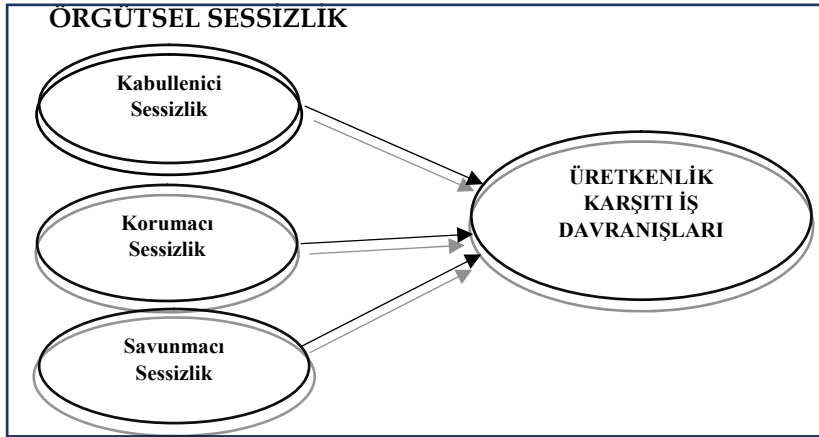 ÖRGÜTSEL SESSİZLİK
Kabullenici
Sessizlik
Korumacı
Sessizlik
Savunmacı
Sessizlik
ÜRETKENLİK
KARŞITI İŞ
DAVRANIŞLARI